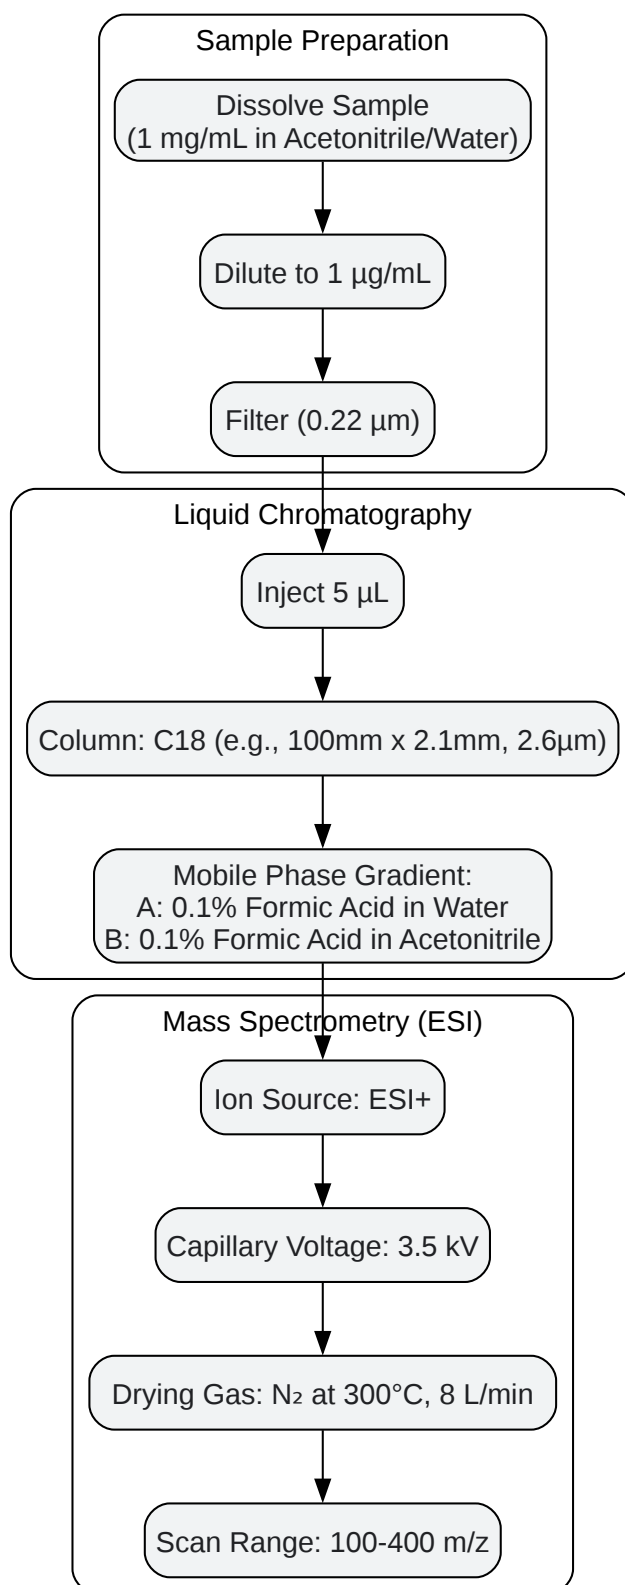 Sample Preparation
Dissolve Sample
(1 mg/mL in Acetonitrile/Water)
Dilute to 1 µg/mL
Filter (0.22 µm)
Liquid Chromatography
Inject 5 µL
Column: C18 (e.g., 100mm x 2.1mm, 2.6µm)
Mobile Phase Gradient:
A: 0.1% Formic Acid in Water
B: 0.1% Formic Acid in Acetonitrile
Mass Spectrometry (ESI)
Ion Source: ESI+
Capillary Voltage: 3.5 kV
Drying Gas: N₂ at 300°C, 8 L/min
Scan Range: 100-400 m/z